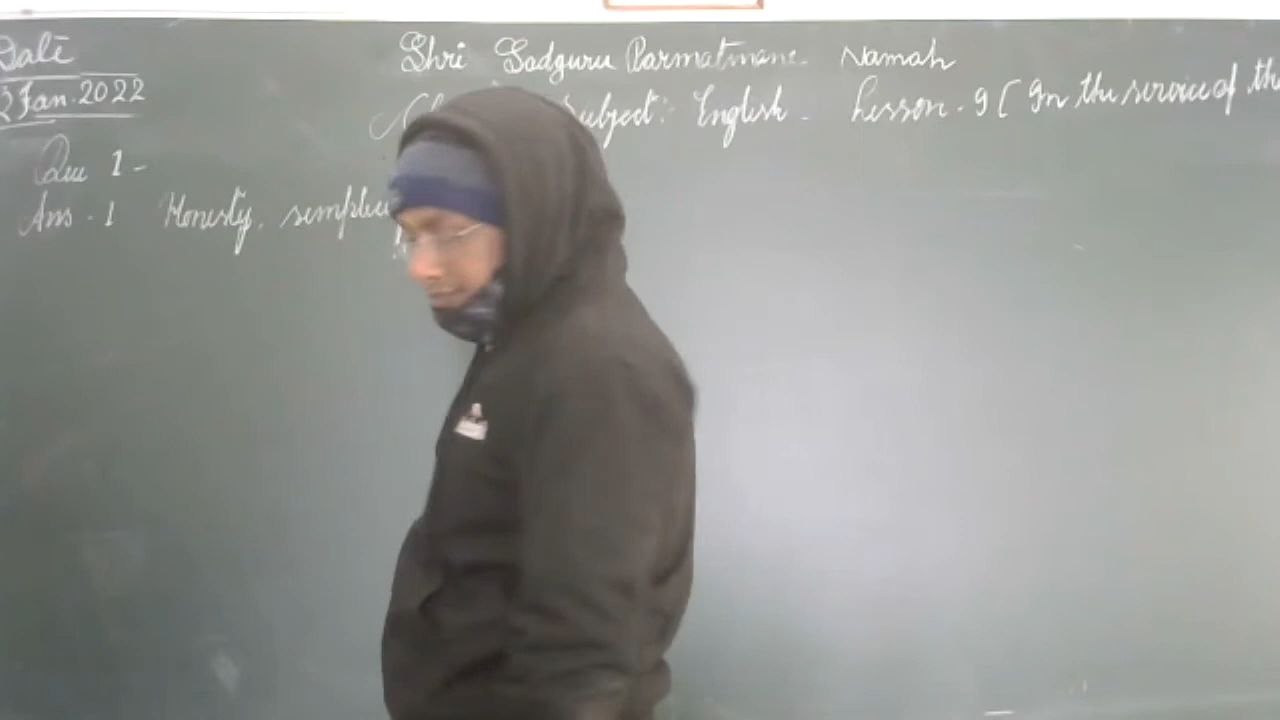 Date
Shri Sadguru Parmatmane. Namah
2 Jan. 2022
Subject: English. Lesson - 9 ( In the service of the
Que 1 -
Ans. 1 Honesty, simplic